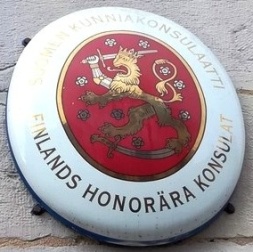 SUOMEN KUNNIAKONSULAATTI
FINLANDS HONORÄRA KONSULAT